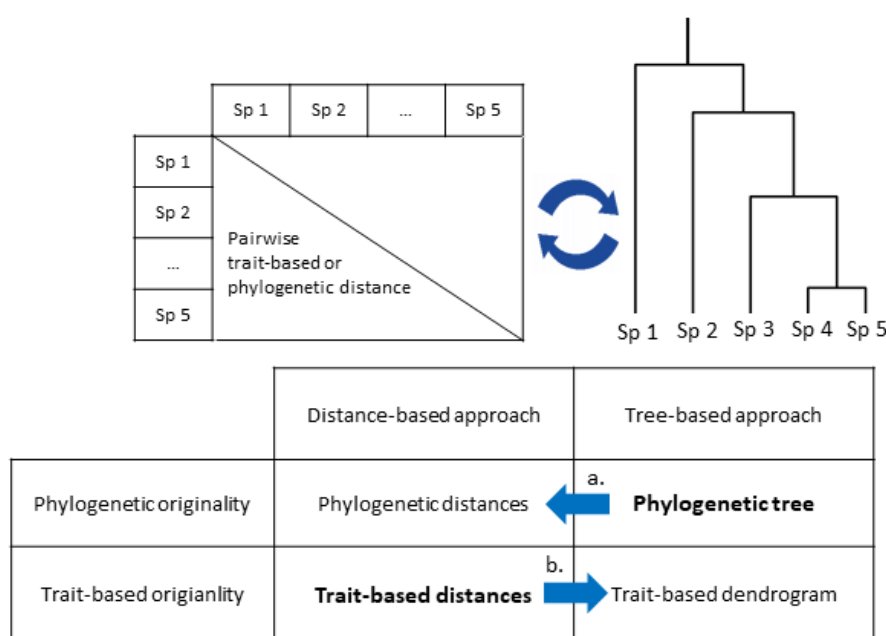 Sp 1 Sp 2 ... Sp 5
Sp 1
Sp 2
...
Sp 5
Pairwise
trait-based or
phylogenetic distance
Sp 1 Sp 2 Sp 3 Sp 4 Sp 5
Distance-based approach Tree-based approach
a.
Phylogenetic originality Phylogenetic distances Phylogenetic tree
b.
Trait-based origianlity Trait-based distances Trait-based dendrogram